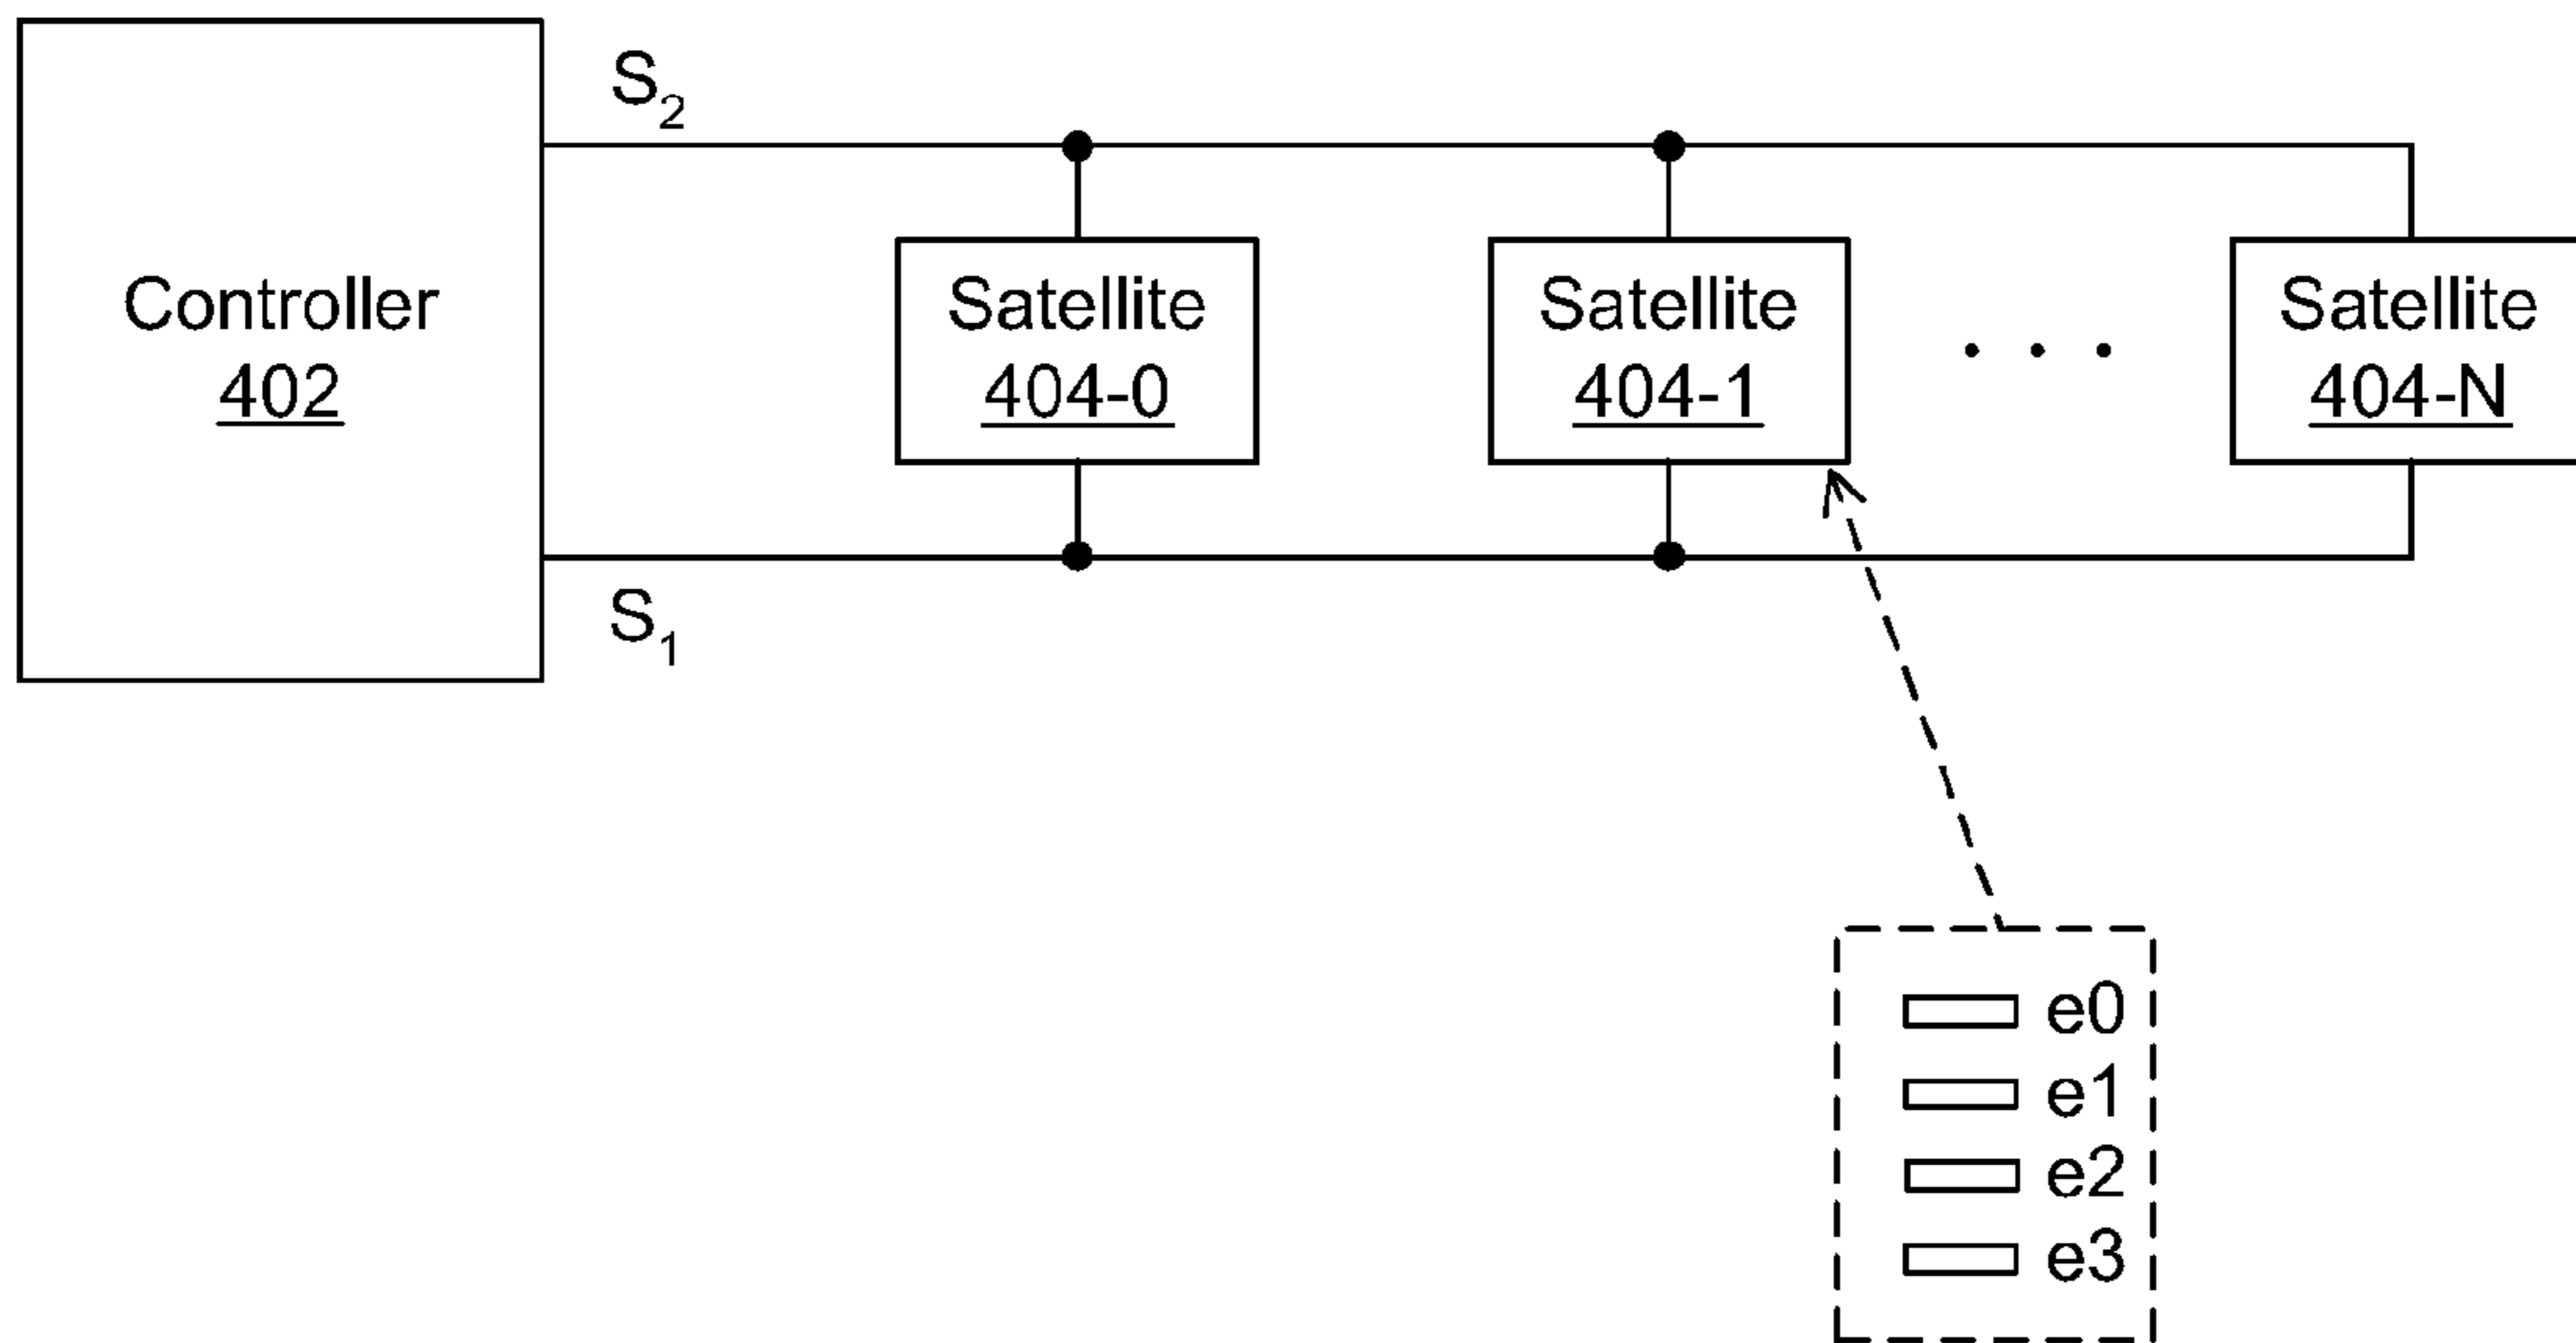 S₂
Controller
402
Satellite
404-0
Satellite
404-1
Satellite
404-N
S₁
e0
e1
e2
e3